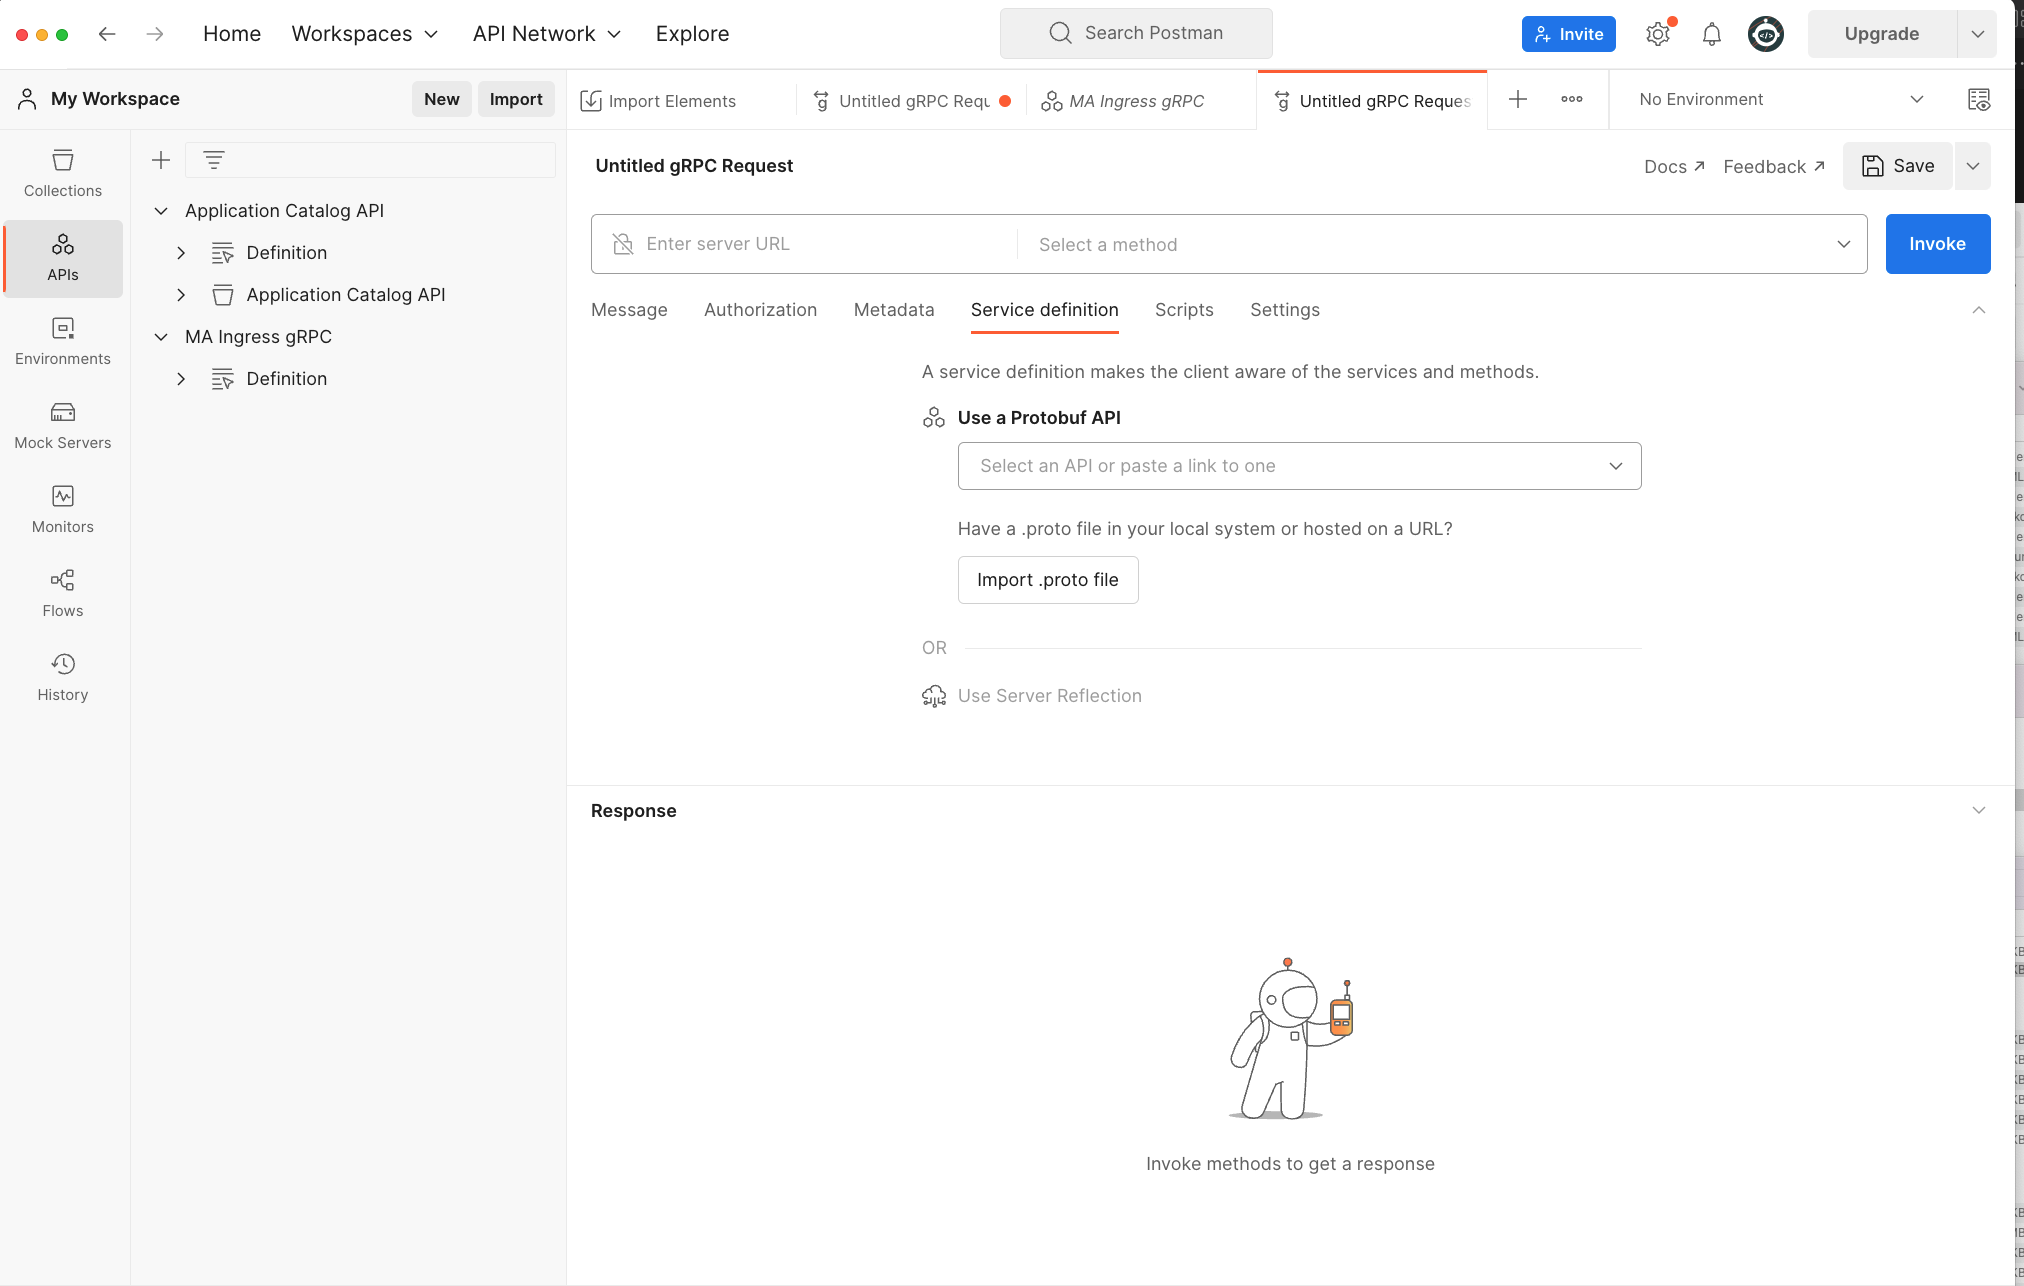 Home
Workspaces
API Network
Explore
Search Postman
Invite
Upgrade
My Workspace
New
Import
Import Elements
Untitled gRPC Requ
MA Ingress gRPC
Untitled gRPC Reques
No Environment
Collections
APIs
Environments
Mock Servers
Monitors
Flows
History
Application Catalog API
Definition
Application Catalog API
MA Ingress gRPC
Definition
Untitled gRPC Request
Docs
Feedback
Save
Enter server URL
Select a method
Invoke
Message
Authorization
Metadata
Service definition
Scripts
Settings
A service definition makes the client aware of the services and methods.
Use a Protobuf API
Select an API or paste a link to one
Have a .proto file in your local system or hosted on a URL?
Import .proto file
OR
Use Server Reflection
Response
Invoke methods to get a response